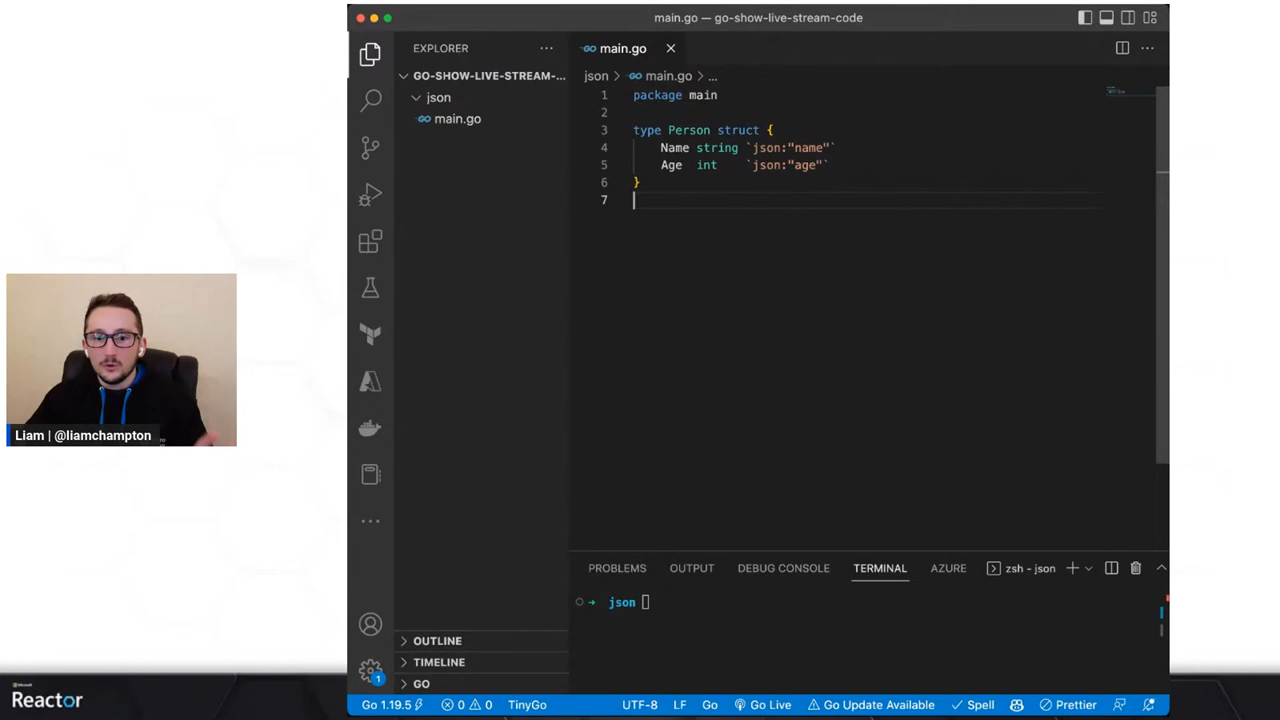 main.go — go-show-live-stream-code
EXPLORER
GO-SHOW-LIVE-STREAM-...
json
main.go
OUTLINE
TIMELINE
GO
main.go
json > main.go > ...
1 package main
2
3 type Person struct {
4 Name string `json:"name"`
5 Age int `json:"age"`
6 }
7
PROBLEMS OUTPUT DEBUG CONSOLE TERMINAL AZURE zsh - json
json
1
Go 1.19.5 0 0 TinyGo UTF-8 LF Go Go Live Go Update Available Spell Prettier
Liam | @liamchampton
Microsoft
Reactor